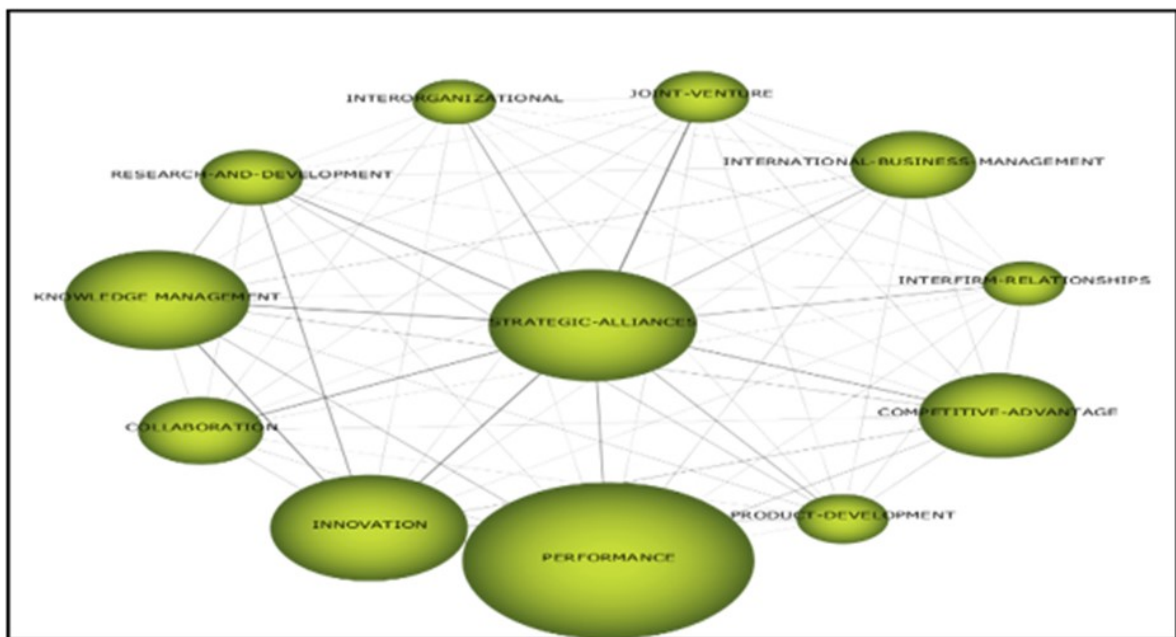 JOINT-VENTURE
INTERORGANIZATIONAL
INTERNATIONAL-BUSINESS-MANAGEMENT
RESEARCH-AND-DEVELOPMENT
INTERFIRM-RELATIONSHIPS
KNOWLEDGE MANAGEMENT
STRATEGIC-ALLIANCES
COMPETITIVE-ADVANTAGE
COLLABORATION
PRODUCT-DEVELOPMENT
INNOVATION
PERFORMANCE